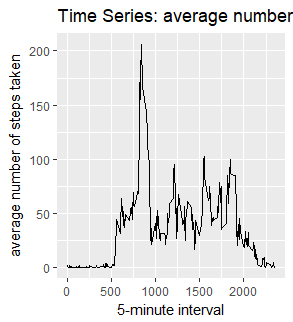 Time Series: average number
average number of steps taken
200
150
100
50
0
0 500 1000 1500 2000
5-minute interval